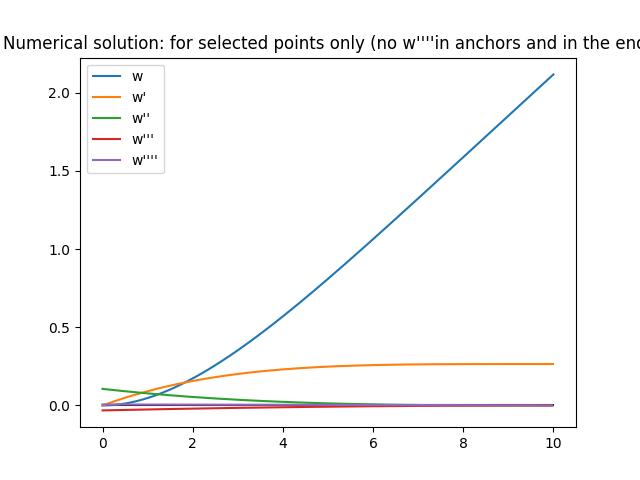 Numerical solution: for selected points only (no w''''in anchors and in the end
w
w'
w''
w'''
w''''
2.0
1.5
1.0
0.5
0.0
0 2 4 6 8 10